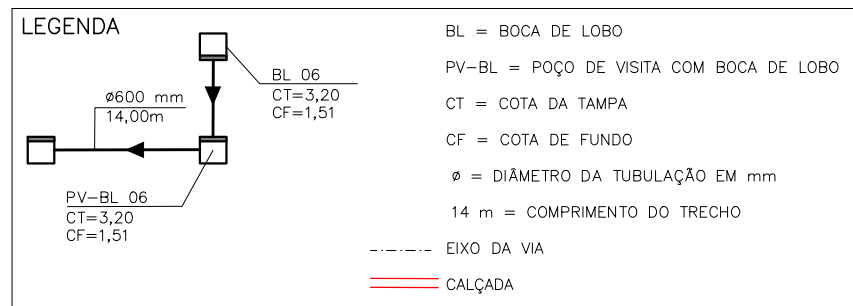 LEGENDA
BL 06
CT=3,20
CF=1,51
ø600 mm
14,00m
PV-BL 06
CT=3,20
CF=1,51
BL = BOCA DE LOBO
PV-BL = POÇO DE VISITA COM BOCA DE LOBO
CT = COTA DA TAMPA
CF = COTA DE FUNDO
ø = DIÂMETRO DA TUBULAÇÃO EM mm
14 m = COMPRIMENTO DO TRECHO
EIXO DA VIA
CALÇADA